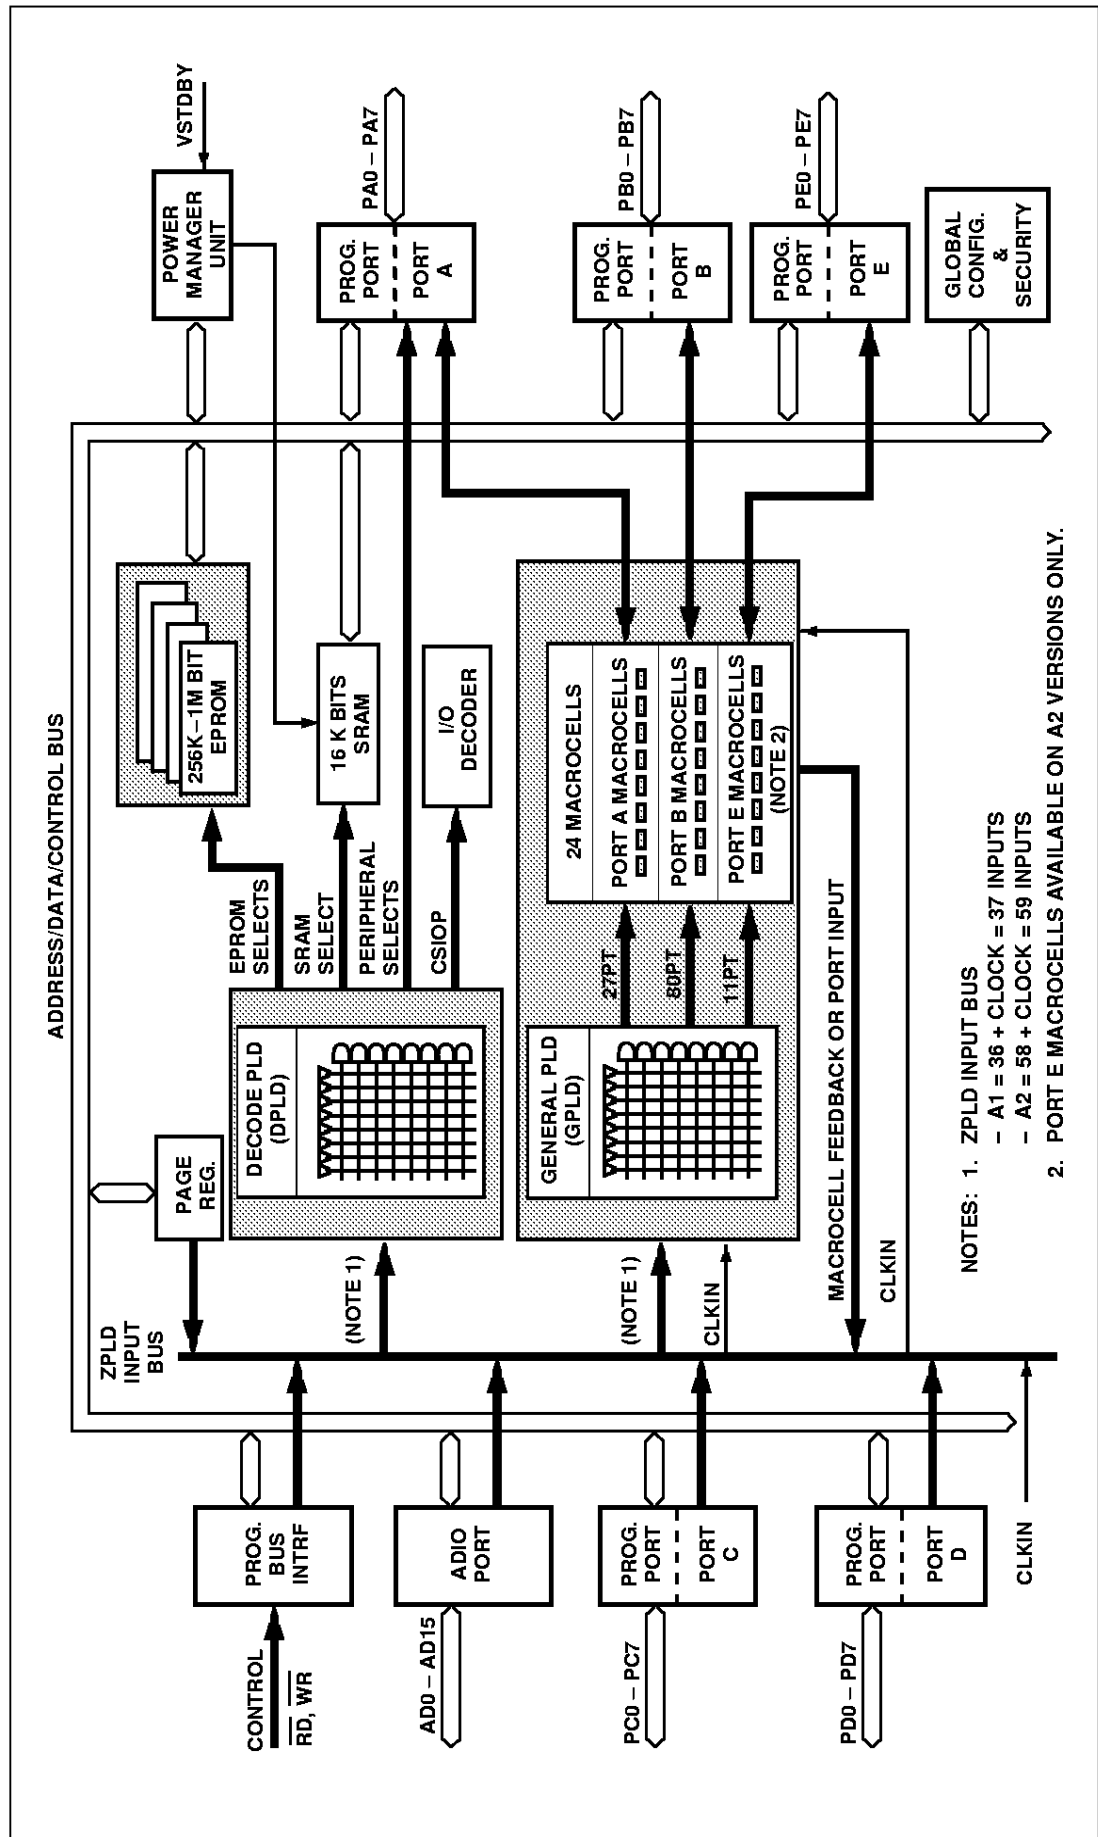 ADDRESS/DATA/CONTROL BUS
CONTROL
RD, WR
PROG.
BUS
INTRF
AD0 – AD15
ADIO
PORT
PC0 – PC7
PROG.
PORT
PORT
C
PD0 – PD7
PROG.
PORT
PORT
D
CLKIN
ZPLD
INPUT
BUS
PAGE
REG.
(NOTE 1)
(NOTE 1)
CLKIN
DECODE PLD
(DPLD)
GENERAL PLD
(GPLD)
EPROM
SELECTS
SRAM
SELECT
PERIPHERAL
SELECTS
CSIOP
27PT
80PT
11PT
256K–1M BIT
EPROM
16 K BITS
SRAM
I/O
DECODER
24 MACROCELLS
PORT A MACROCELLS
PORT B MACROCELLS
PORT E MACROCELLS
(NOTE 2)
MACROCELL FEEDBACK OR PORT INPUT
CLKIN
POWER
MANAGER
UNIT
VSTDBY
PROG.
PORT
PORT
A
PA0 – PA7
PROG.
PORT
PORT
B
PB0 – PB7
PROG.
PORT
PORT
E
PE0 – PE7
GLOBAL
CONFIG.
&
SECURITY
NOTES: 1. ZPLD INPUT BUS
– A1 = 36 + CLOCK = 37 INPUTS
– A2 = 58 + CLOCK = 59 INPUTS
2. PORT E MACROCELLS AVAILABLE ON A2 VERSIONS ONLY.